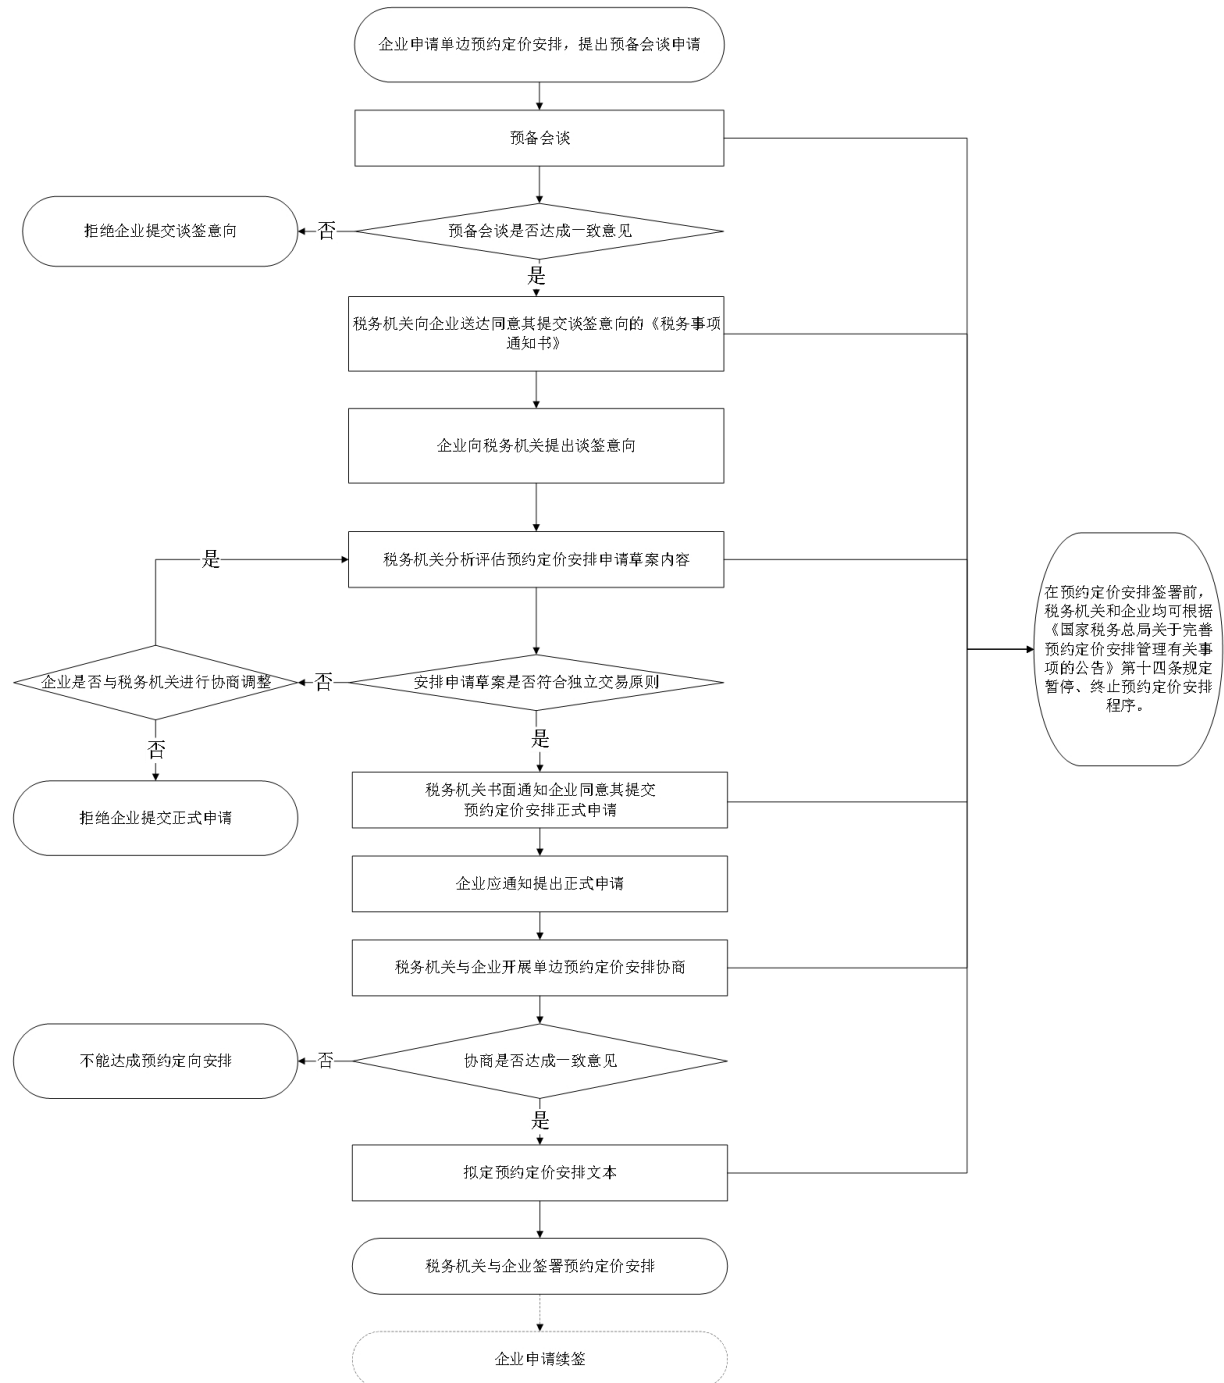 企业申请单边预约定价安排，提出预备会谈申请
预备会谈
预备会谈是否达成一致意见
否
拒绝企业提交谈签意向
是
税务机关向企业送达同意其提交谈签意向的《税务事项
通知书》
企业向税务机关提出谈签意向
税务机关分析评估预约定价安排申请草案内容
是
安排申请草案是否符合独立交易原则
否
企业是否与税务机关进行协商调整
否
拒绝企业提交正式申请
是
税务机关书面通知企业同意其提交
预约定价安排正式申请
企业应通知提出正式申请
税务机关与企业开展单边预约定价安排协商
协商是否达成一致意见
否
不能达成预约定向安排
是
拟定预约定价安排文本
税务机关与企业签署预约定价安排
企业申请续签
在预约定价安排签署前，
税务机关和企业均可根据
《国家税务总局关于完善
预约定价安排管理有关事
项的公告》第十四条规定
暂停、终止预约定价安排
程序。